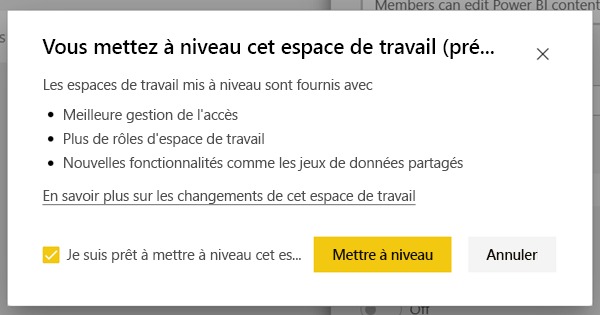 Members can edit Power BI content
Vous mettez à niveau cet espace de travail (pré...
Les espaces de travail mis à niveau sont fournis avec
• Meilleure gestion de l'accès
• Plus de rôles d'espace de travail
• Nouvelles fonctionnalités comme les jeux de données partagés
En savoir plus sur les changements de cet espace de travail
Je suis prêt à mettre à niveau cet es...
Mettre à niveau
Annuler
Off